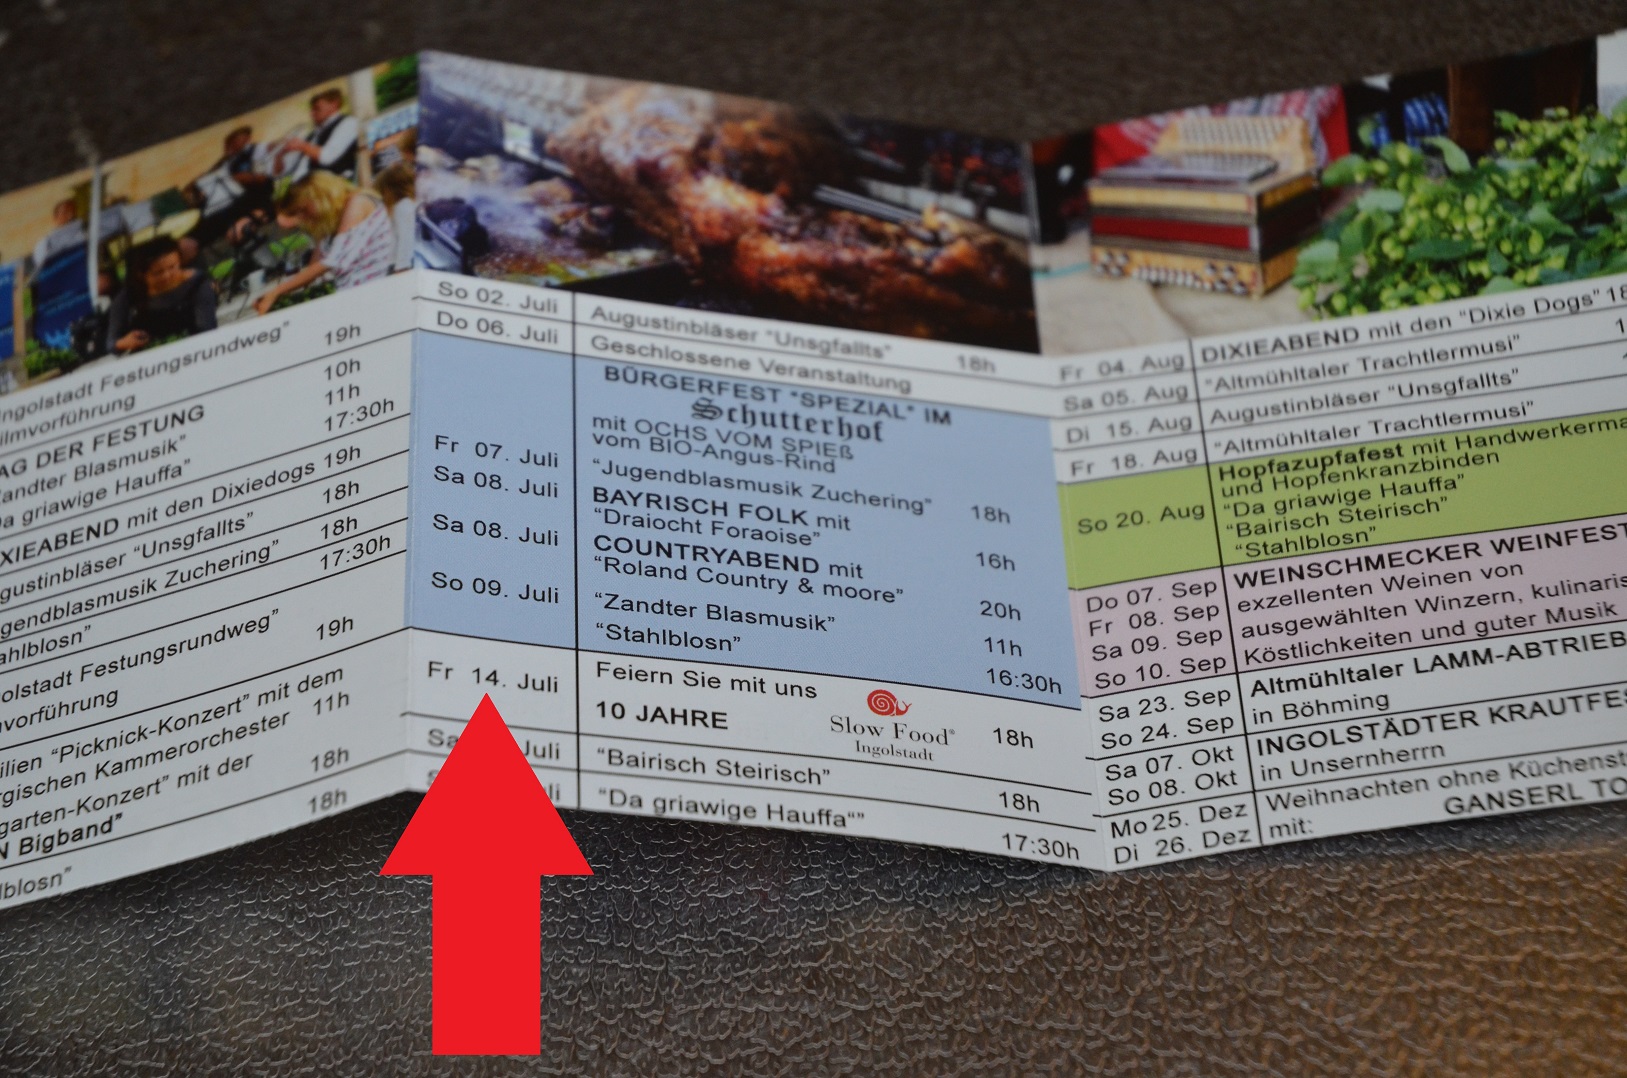 ngolstadt Festungsrundweg” 19h
ilmvorführung 10h
AG DER FESTUNG 11h
andter Blasmusik” 17:30h
a griawige Hauffa”
XIEABEND mit den Dixiedogs 19h
gustinbläser “Unsgfallts” 18h
gendblasmusik Zuchering” 18h
ahlblosn” 17:30h
olstadt Festungsrundweg” 19h
vorführung
ilien “Picknick-Konzert” mit dem
rgischen Kammerorchester 11h
garten-Konzert” mit der 18h
N Bigband”
lblosn” 18h
So 02. Juli Augustinbläser “Unsgfallts” 18h
Do 06. Juli Geschlossene Veranstaltung
BÜRGERFEST “SPEZIAL” IM
Schutterhof
mit OCHS VOM SPIEß
vom BIO-Angus-Rind
Fr 07. Juli “Jugendblasmusik Zuchering” 18h
Sa 08. Juli BAYRISCH FOLK mit
“Draiocht Foraoise” 16h
Sa 08. Juli COUNTRYABEND mit
“Roland Country & moore” 20h
So 09. Juli “Zandter Blasmusik” 11h
“Stahlblosn” 16:30h
Fr 14. Juli Feiern Sie mit uns
10 JAHRE Slow Food® 18h
Ingolstadt
Sa Juli “Bairisch Steirisch” 18h
li “Da griawige Hauffa“” 17:30h
Fr 04. Aug DIXIEABEND mit den “Dixie Dogs” 18
Sa 05. Aug “Altmühltaler Trachtlermusi” 1
Di 15. Aug Augustinbläser “Unsgfallts”
Fr 18. Aug “Altmühltaler Trachtlermusi”
Hopfazupfafest mit Handwerkerma
und Hopfenkranzbinden
So 20. Aug “Da griawige Hauffa”
“Bairisch Steirisch”
“Stahlblosn”
Do 07. Sep WEINSCHMECKER WEINFEST
Fr 08. Sep exzellenten Weinen von
Sa 09. Sep ausgewählten Winzern, kulinaris
So 10. Sep Köstlichkeiten und guter Musik
Sa 23. Sep Altmühltaler LAMM-ABTRIEB
So 24. Sep in Böhming
Sa 07. Okt INGOLSTÄDTER KRAUTFES
So 08. Okt in Unsernherrn
Mo 25. Dez Weihnachten ohne Küchenst
Di 26. Dez mit: GANSERL TO